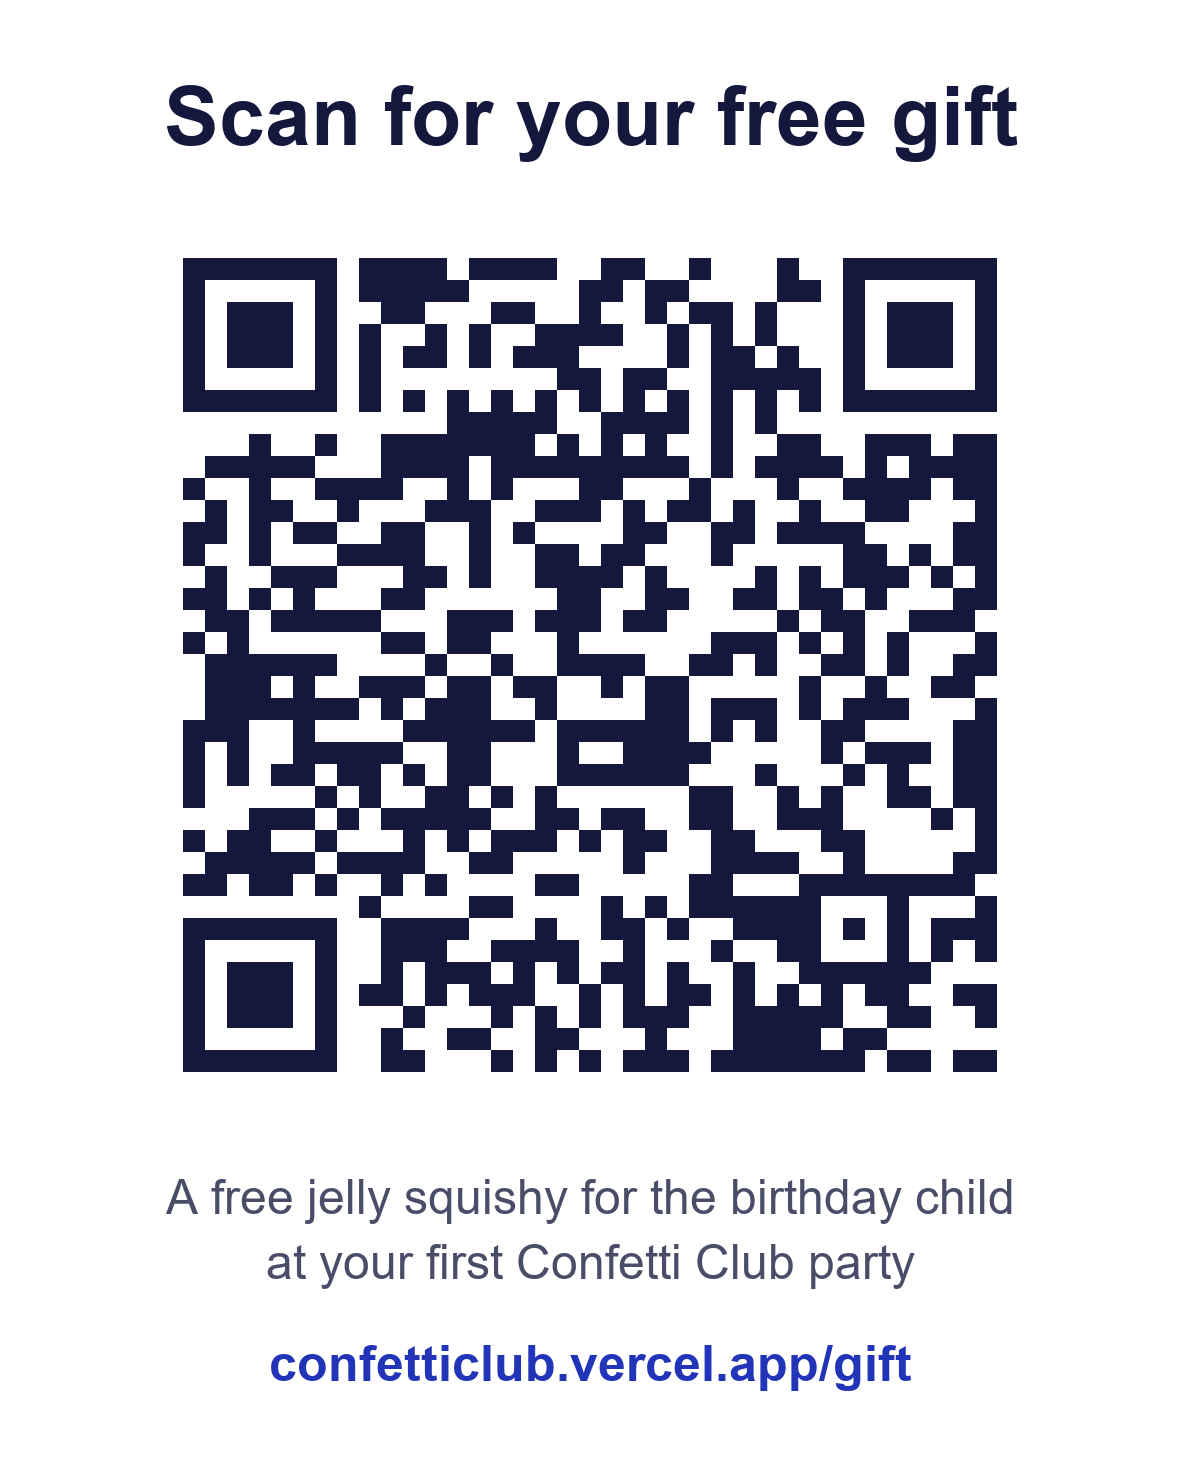 Scan for your free gift
A free jelly squishy for the birthday child
at your first Confetti Club party
confetticlub.vercel.app/gift